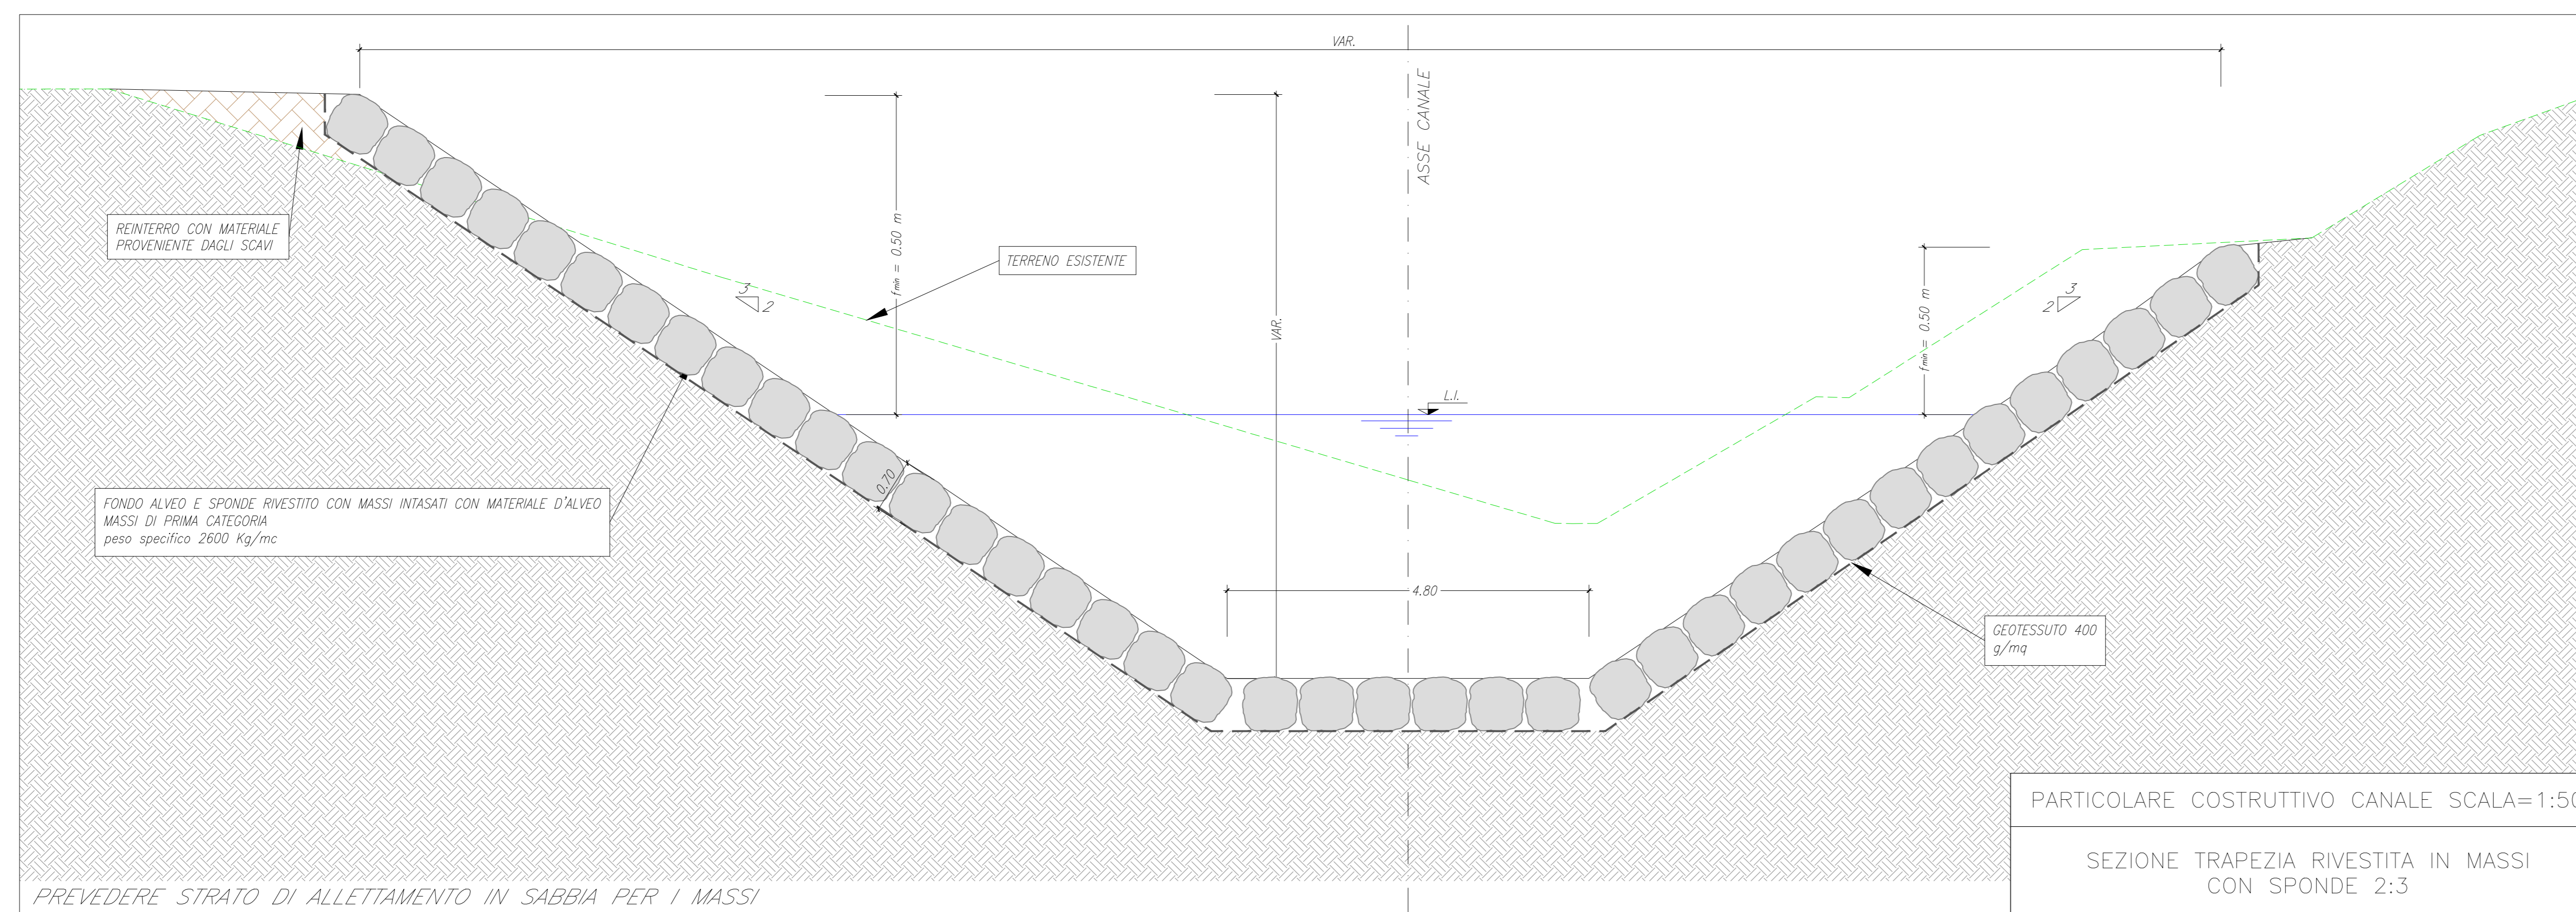 VAR.
ASSE CANALE
REINTERRO CON MATERIALE
PROVENIENTE DAGLI SCAVI
fmin = 0.50 m
TERRENO ESISTENTE
3
2
VAR.
3
2
fmin = 0.50 m
L.I.
0.70
FONDO ALVEO E SPONDE RIVESTITO CON MASSI INTASATI CON MATERIALE D'ALVEO
MASSI DI PRIMA CATEGORIA
peso specifico 2600 Kg/mc
4.80
GEOTESSUTO 400
g/mq
PARTICOLARE COSTRUTTIVO CANALE SCALA=1:50
SEZIONE TRAPEZIA RIVESTITA IN MASSI
CON SPONDE 2:3
PREVEDERE STRATO DI ALLETTAMENTO IN SABBIA PER I MASSI